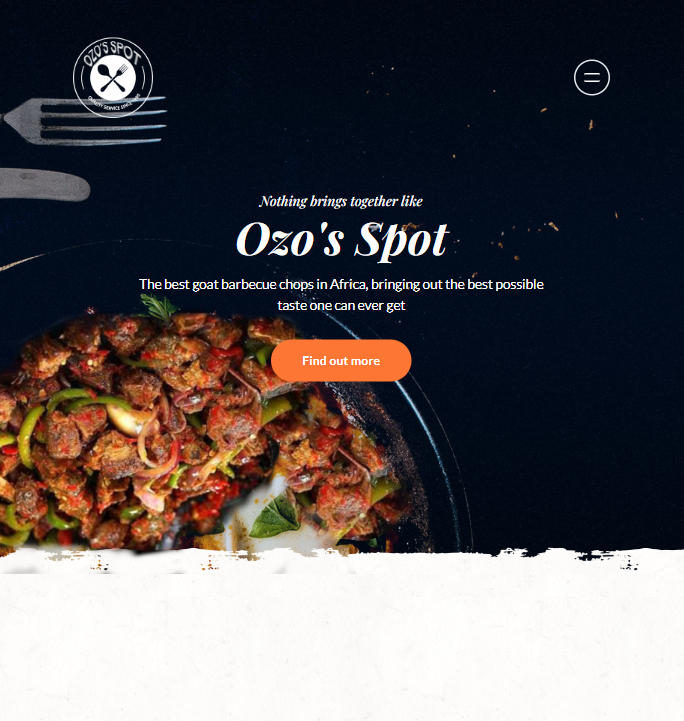 OZO'S SPOT
QUALITY SERVICE SINCE
Nothing brings together like
Ozo's Spot
The best goat barbecue chops in Africa, bringing out the best possible
taste one can ever get
Find out more